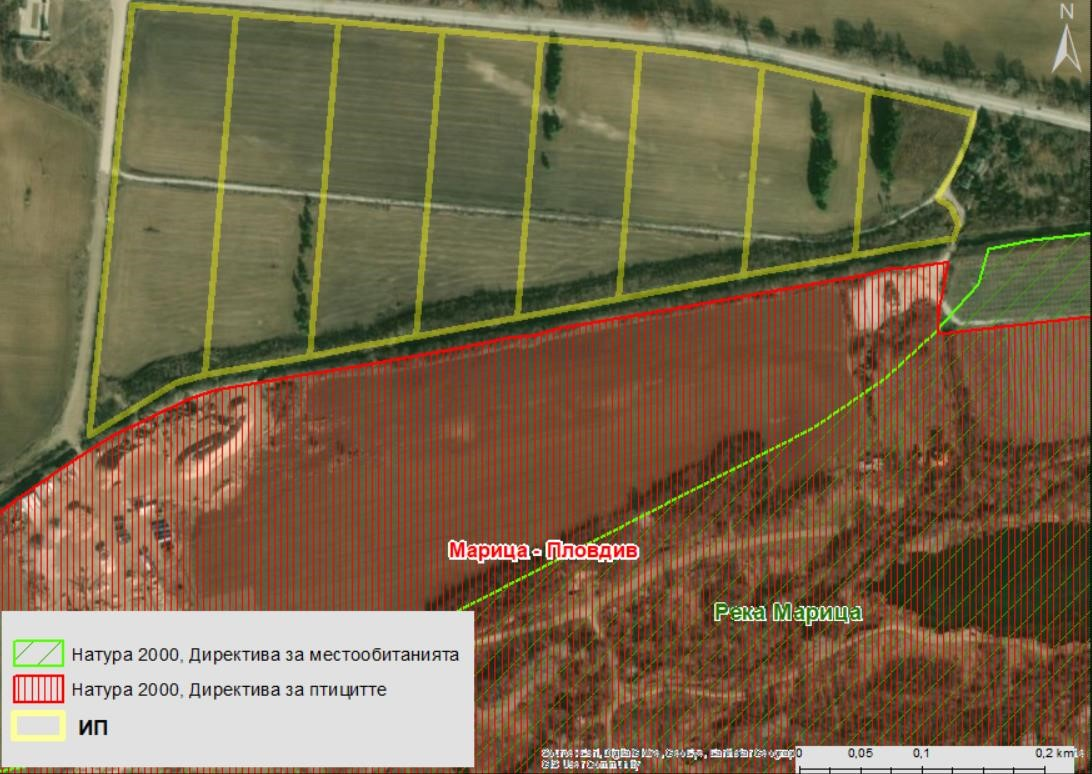 N
Марица - Пловдив
Река Марица
Натура 2000, Директива за местообитанията
Натура 2000, Директива за птицитте
ИП
0 0,05 0,1 0,2 km